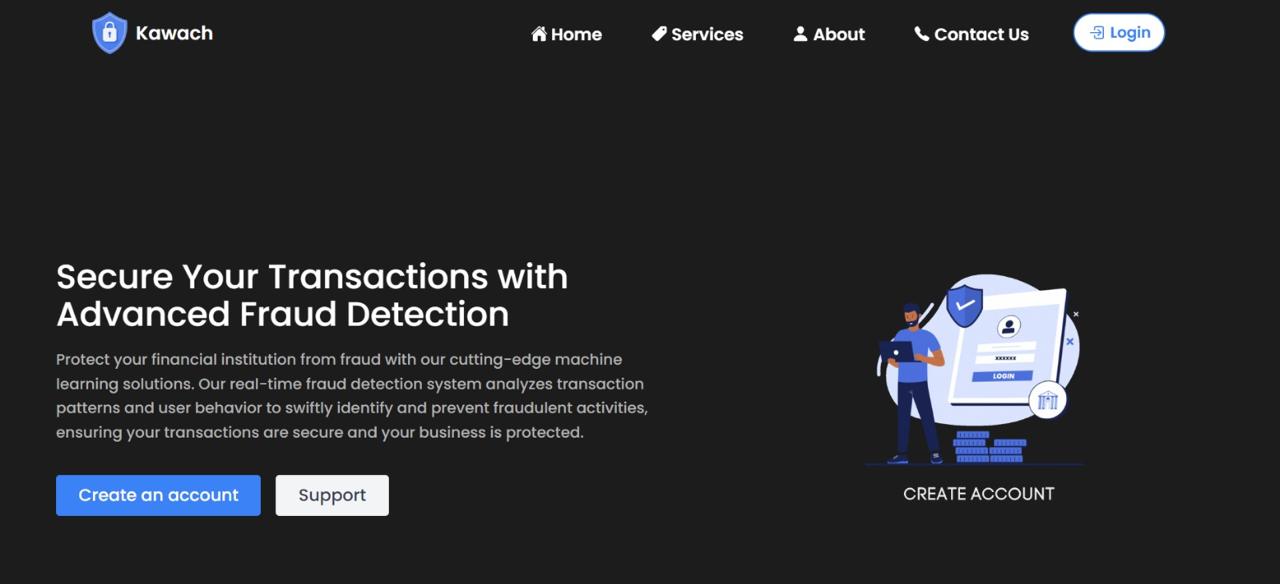 Kawach
Home
Services
About
Contact Us
Login
Secure Your Transactions with
Advanced Fraud Detection
Protect your financial institution from fraud with our cutting-edge machine
learning solutions. Our real-time fraud detection system analyzes transaction
patterns and user behavior to swiftly identify and prevent fraudulent activities,
ensuring your transactions are secure and your business is protected.
Create an account
Support
xxxxxx
LOGIN
CREATE ACCOUNT